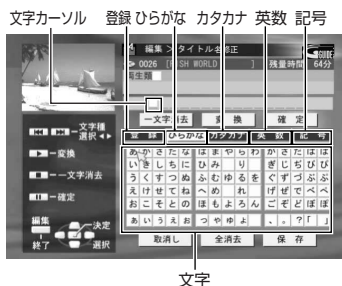 文字カーソル 登録 ひらがな カタカナ 英数 記号
編集 > タイトル名修正
GUIDE
0026 [FISH WORLD ] 残量時間 64分
再生類
一文字消去 変換 確定
登録 ひらがな カタカナ 英数 記号
文字種
選択
変換
一文字消去
確定
編集
終了
決定
選択
あかさたなはまやらわがざだばぱ
いきしちにひみ り ぎじぢびぴ
うくすつぬふむゆるをぐずづぶぷ
えけせてねへめ れ げぜでべぺ
おこそとのほもよろんごぞどぼぽ
ぁぃぅぇぉっゃゅょ 、。?「」
取消し 全消去 保存
文字